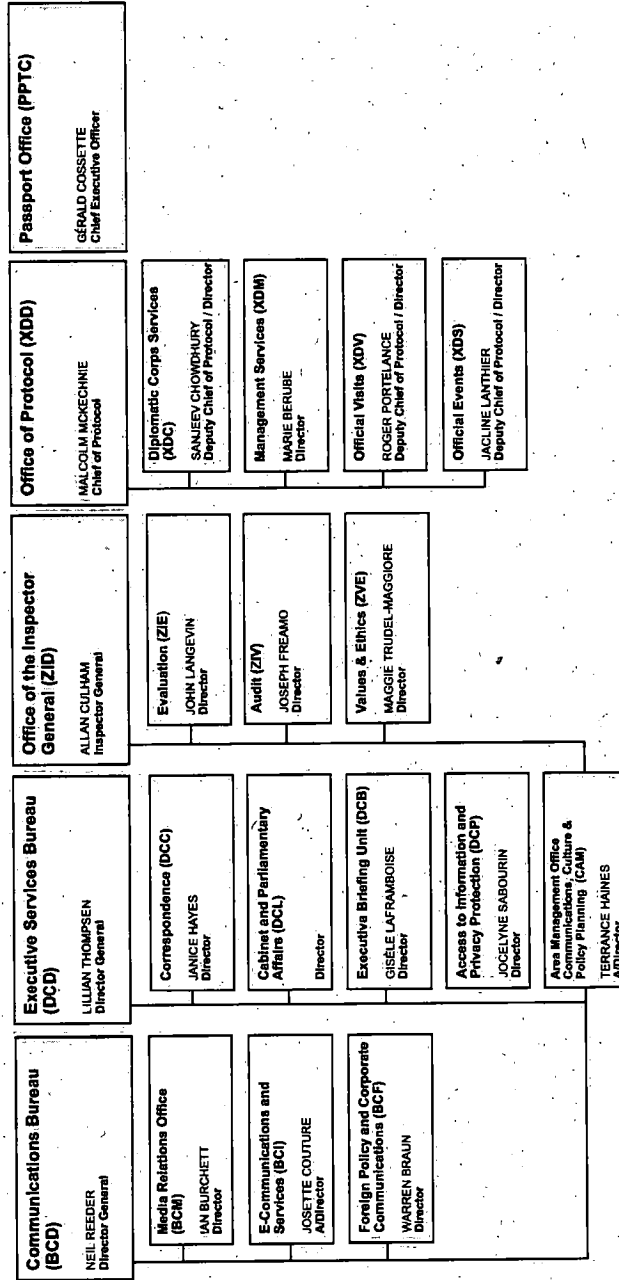 Communications Bureau
(BCD)
NEIL REEDER
Director General
Media Relations Office
(BCM)
IAN BURCHETT
Director
E-Communications and
Services (BCI)
JOSETTE COUTURE
A/Director
Foreign Policy and Corporate
Communications (BCF)
WARREN BRAUN
Director
Executive Services Bureau
(DCD)
LILLIAN THOMPSEN
Director General
Correspondence (DCC)
JANICE HAYES
Director
Cabinet and Parliamentary
Affairs (DCL)
Director
Executive Briefing Unit (DCB)
GISÈLE LAFRAMBOISE
Director
Access to Information and
Privacy Protection (DCP)
JOCELYNE SABOURIN
Director
Area Management Office
Communications, Culture &
Policy Planning (CAM)
TERRANCE HAINES
A/Director
Office of the Inspector
General (ZID)
ALLAN CULHAM
Inspector General
Evaluation (ZIE)
JOHN LANGEVIN
Director
Audit (ZIV)
JOSEPH FREAMO
Director
Values & Ethics (ZVE)
MAGGIE TRUDEL-MAGGIORE
Director
Office of Protocol (XDD)
MALCOLM MCKECHNIE
Chief of Protocol
Diplomatic Corps Services
(XDC)
SANJEEV CHOWDHURY
Deputy Chief of Protocol / Director
Management Services (XDM)
MARIE BERUBE
Director
Official Visits (XDV)
ROGER PORTELANCE
Deputy Chief of Protocol / Director
Official Events (XDS)
JACLINE LANTHIER
Deputy Chief of Protocol / Director
Passport Office (PPTC)
GÉRALD COSSETTE
Chief Executive Officer